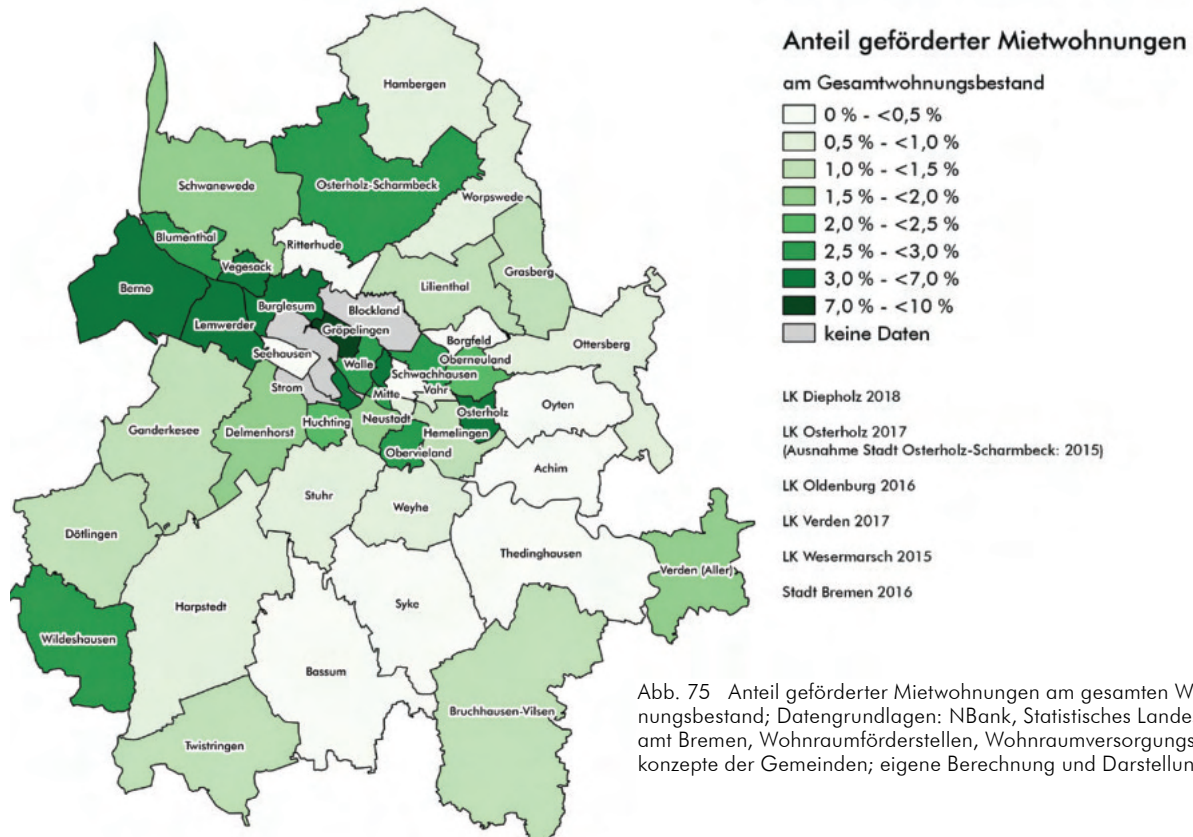 Anteil geförderter Mietwohnungen
am Gesamtwohnungsbestand
0 % - <0,5 %
0,5 % - <1,0 %
1,0 % - <1,5 %
1,5 % - <2,0 %
2,0 % - <2,5 %
2,5 % - <3,0 %
3,0 % - <7,0 %
7,0 % - <10 %
keine Daten
LK Diepholz 2018
LK Osterholz 2017
(Ausnahme Stadt Osterholz-Scharmbeck: 2015)
LK Oldenburg 2016
LK Verden 2017
LK Wesermarsch 2015
Stadt Bremen 2016
Hambergen
Schwanewede
Osterholz-Scharmbeck
Worpswede
Blumenthal
Ritterhude
Vegesack
Grasberg
Berne
Lilienthal
Burglesum
Blockland
Lemwerder
Gröpelingen
Borgfeld
Ottersberg
Seehausen
Walle
Oberneuland
Schwachhausen
Strom
Mitte
Vahr
Oyten
Ganderkesee
Delmenhorst
Huchting
Neustadt
Osterholz
Hemelingen
Obervieland
Achim
Stuhr
Weyhe
Dötlingen
Thedinghausen
Verden (Aller)
Harpstedt
Syke
Wildeshausen
Bassum
Bruchhausen-Vilsen
Twistringen
Abb. 75 Anteil geförderter Mietwohnungen am gesamten W
nungsbestand; Datengrundlagen: NBank, Statistisches Lande
amt Bremen, Wohnraumförderstellen, Wohnraumversorgungs
konzepte der Gemeinden; eigene Berechnung und Darstellun